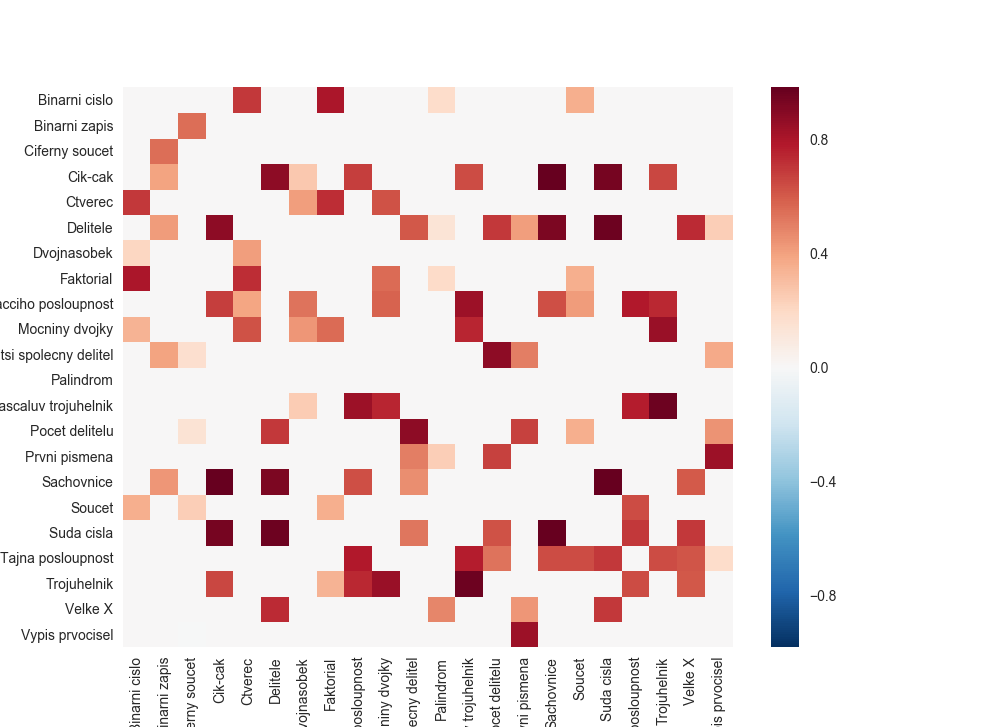 Binarni cislo
Binarni zapis
Ciferny soucet
Cik-cak
Ctverec
Delitele
Dvojnasobek
Faktorial
acciho posloupnost
Mocniny dvojky
tsi spolecny delitel
Palindrom
ascaluv trojuhelnik
Pocet delitelu
Prvni pismena
Sachovnice
Soucet
Suda cisla
Tajna posloupnost
Trojuhelnik
Velke X
Vypis prvocisel
Binarni cislo
inarni zapis
erny soucet
Cik-cak
Ctverec
Delitele
vojnasobek
Faktorial
posloupnost
niny dvojky
ecny delitel
Palindrom
trojuhelnik
ocet delitelu
ni pismena
Sachovnice
Soucet
Suda cisla
posloupnost
Trojuhelnik
Velke X
is prvocisel
0.8
0.4
0.0
−0.4
−0.8